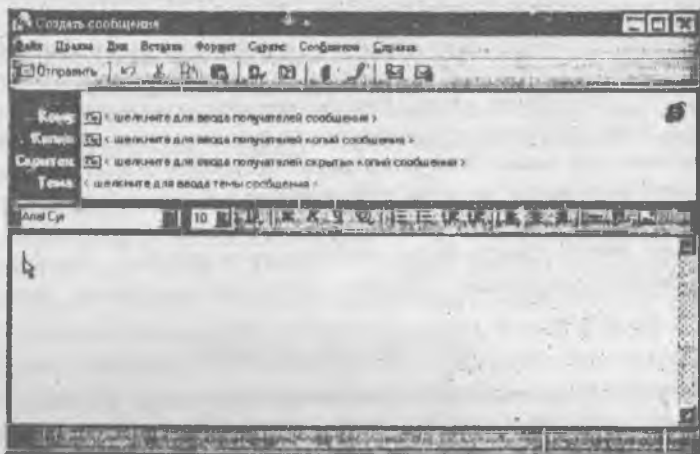 Создать сообщение
Файл Правка Вид Вставка Формат Сервис Сообщение Справка
Отправить
Кому: < щелкните для ввода получателей сообщения >
Копия: < щелкните для ввода получателей копий сообщения >
Скрытая: < щелкните для ввода получателей скрытых копий сообщения >
Тема: < щелкните для ввода темы сообщения >
Arial Cyr 10 Ж К Ч